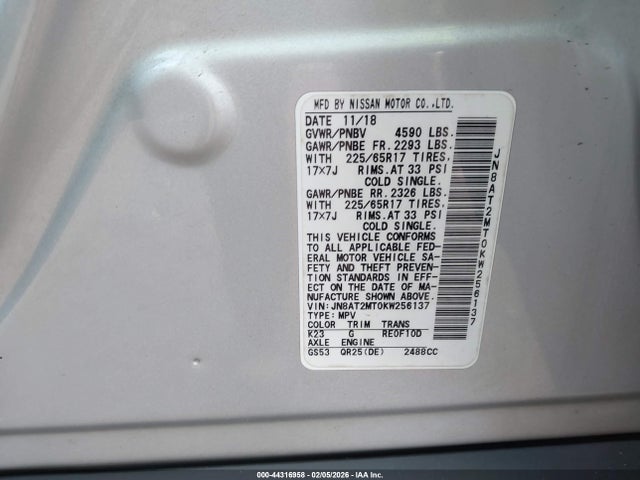 MFD BY NISSAN MOTOR CO.,LTD.
DATE 11/18
GVWR/PNBV 4590 LBS.
GAWR/PNBE FR. 2293 LBS.
WITH 225/65R17 TIRES.
17×7J RIMS. AT 33 PSI
COLD SINGLE.
GAWR/PNBE RR. 2326 LBS.
WITH 225/65R17 TIRES.
17×7J RIMS. AT 33 PSI
COLD SINGLE.
THIS VEHICLE CONFORMS
TO ALL APPLICABLE FED-
ERAL MOTOR VEHICLE SA-
FETY AND THEFT PREVEN-
TION STANDARDS IN EFF-
ECT ON THE DATE OF MA-
NUFACTURE SHOWN ABOVE.
VIN: JN8AT2MT0KW256137
TYPE: MPV
COLOR TRIM TRANS
K23 G RE0F10D
AXLE ENGINE
GS53 QR25(DE) 2488CC
JN8AT2MT0KW256137
000-44316958 - 02/05/2026 - IAA Inc.